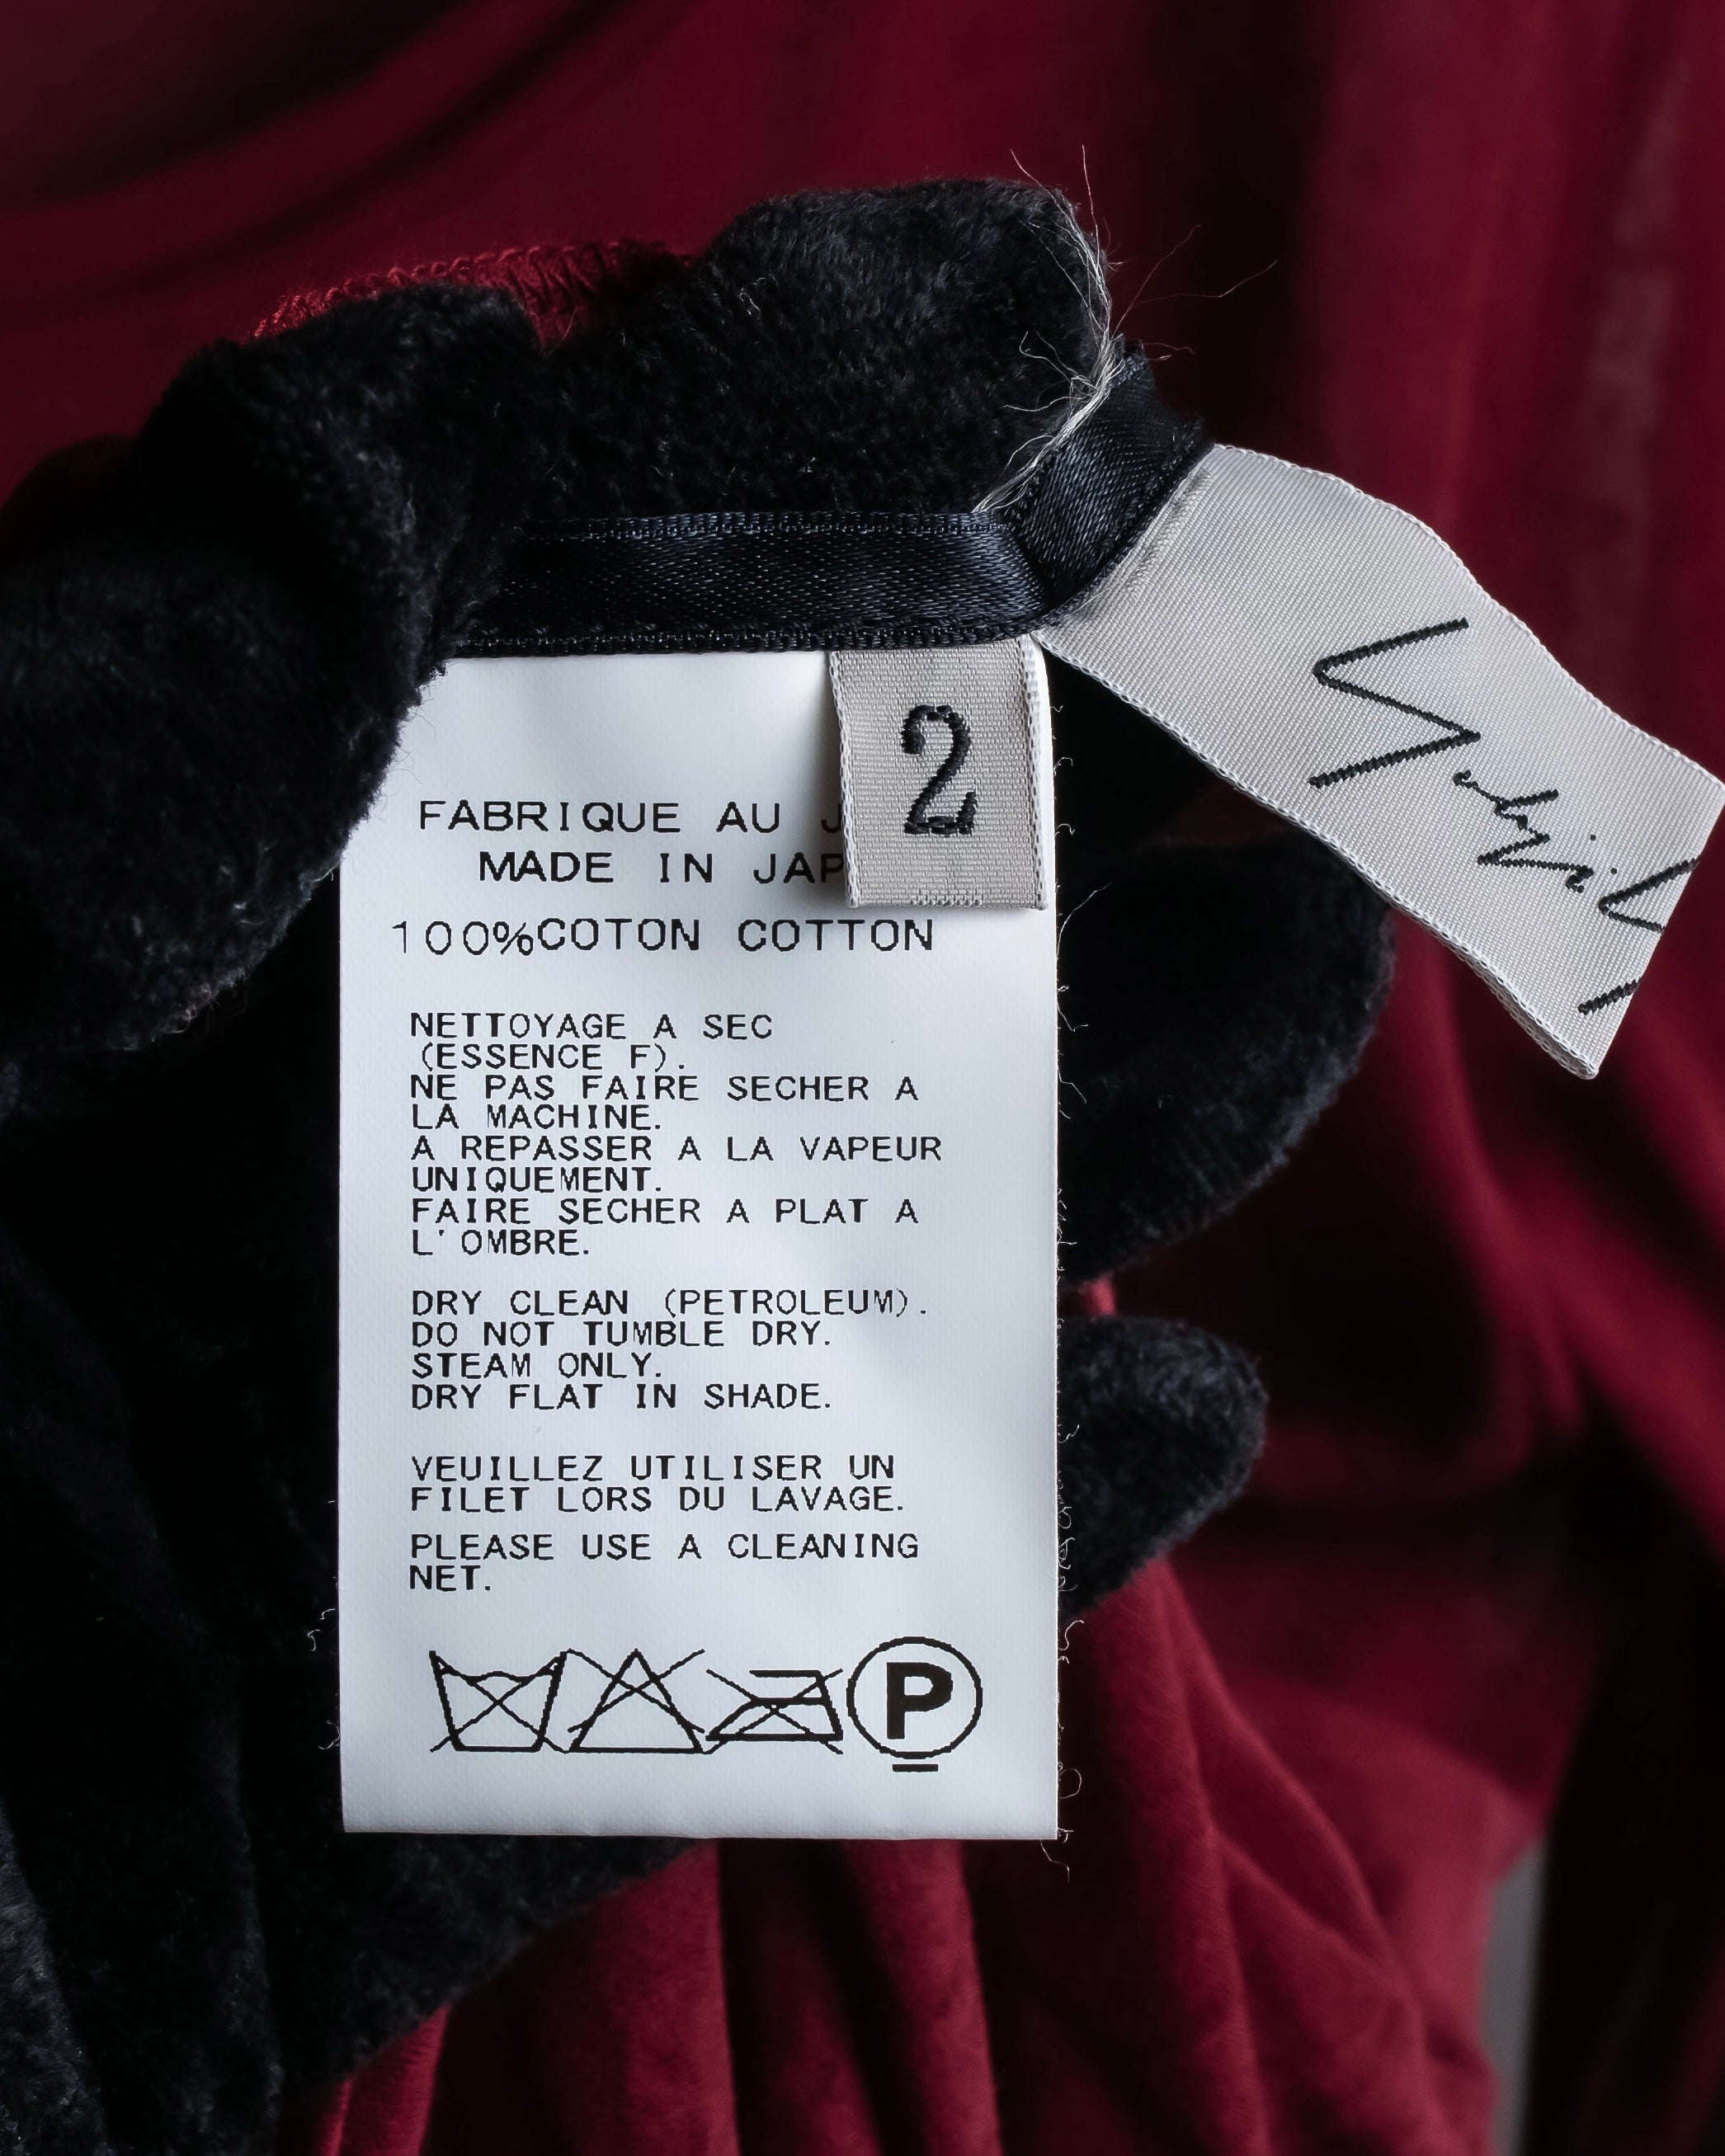 2
FABRIQUE AU J
MADE IN JAP
100%COTON COTTON
NETTOYAGE A SEC
(ESSENCE F).
NE PAS FAIRE SECHER A
LA MACHINE.
A REPASSER A LA VAPEUR
UNIQUEMENT.
FAIRE SECHER A PLAT A
L'OMBRE.
DRY CLEAN (PETROLEUM).
DO NOT TUMBLE DRY.
STEAM ONLY.
DRY FLAT IN SHADE.
VEUILLEZ UTILISER UN
FILET LORS DU LAVAGE.
PLEASE USE A CLEANING
NET.
P